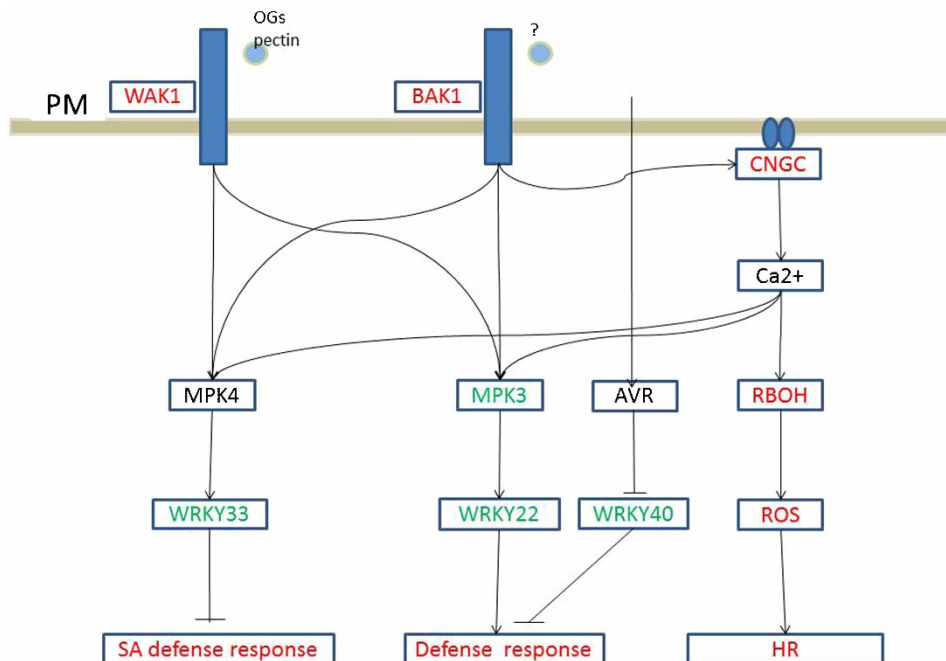 OGs
pectin
?
WAK1
BAK1
PM
CNGC
Ca2+
MPK4
MPK3
AVR
RBOH
WRKY33
WRKY22
WRKY40
ROS
SA defense response
Defense response
HR